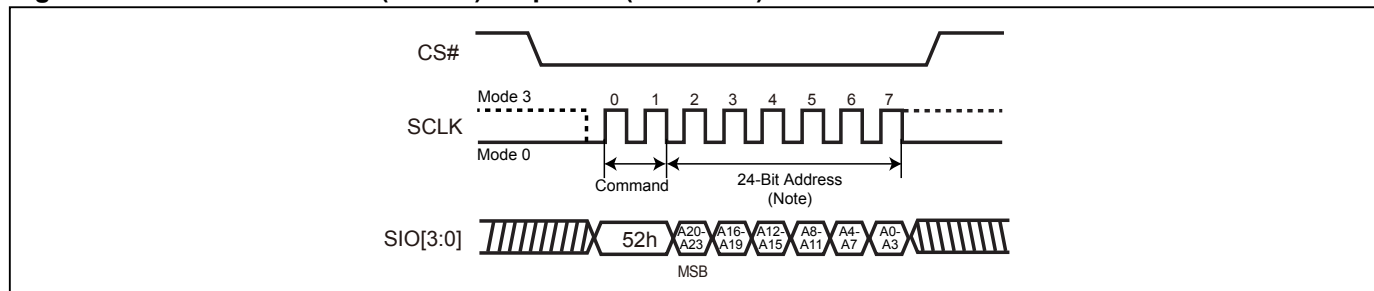 CS#
Mode 3
0 1 2 3 4 5 6 7
SCLK
Mode 0
Command
24-Bit Address
(Note)
SIO[3:0]
52h
A20-
A23
A16-
A19
A12-
A15
A8-
A11
A4-
A7
A0-
A3
MSB